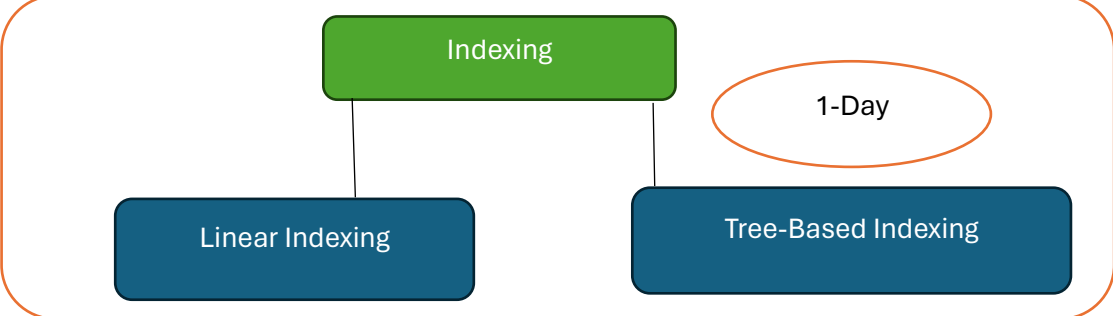 Indexing
1-Day
Linear Indexing
Tree-Based Indexing